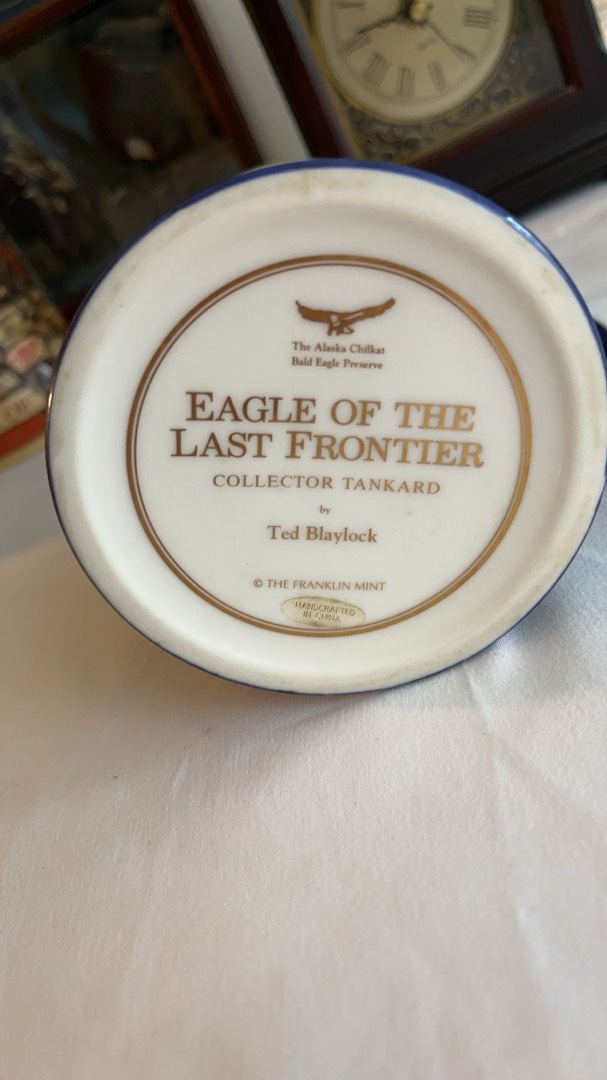 The Alaska Chilkat
Bald Eagle Preserve
EAGLE OF THE
LAST FRONTIER
COLLECTOR TANKARD
by
Ted Blaylock
© THE FRANKLIN MINT
HANDCRAFTED
IN CHINA